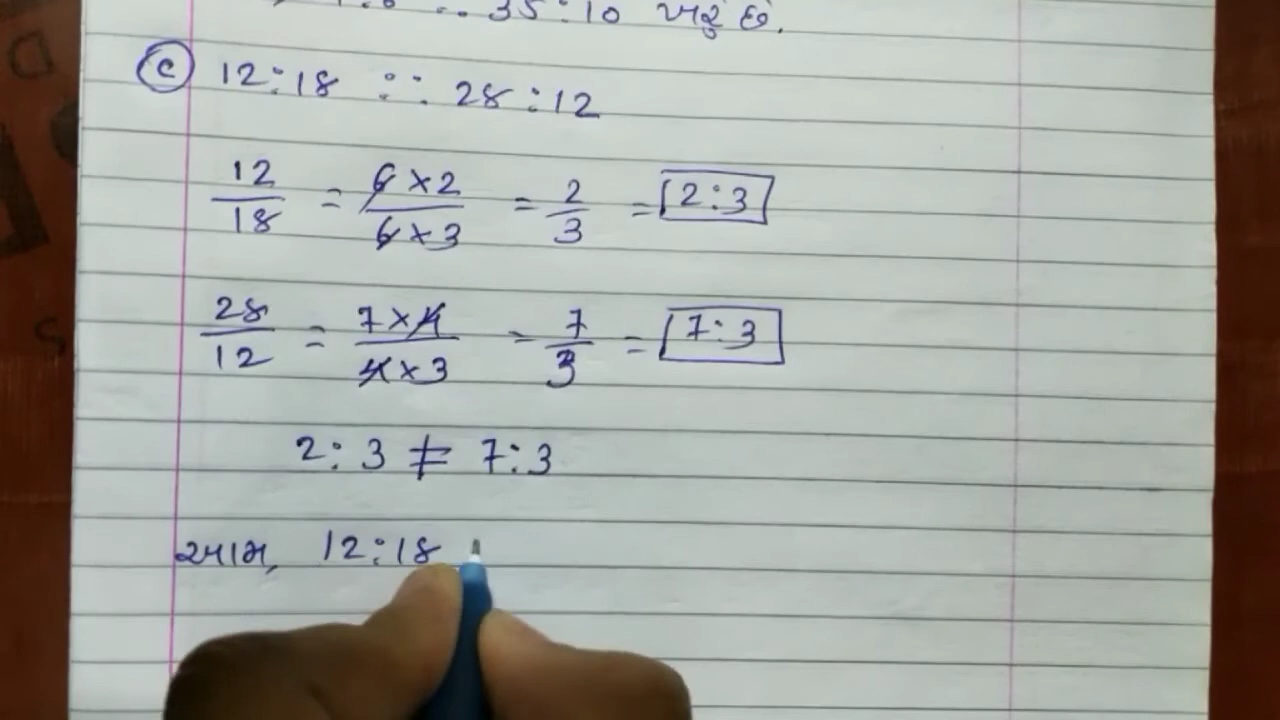 35:10 ખરું છે.
(c) 12:18 :: 28:12
12/18 = 6×2/6×3 = 2/3 = 2:3
28/12 = 7×4/4×3 = 7/3 = 7:3
2:3 ≠ 7:3
આમ, 12:18